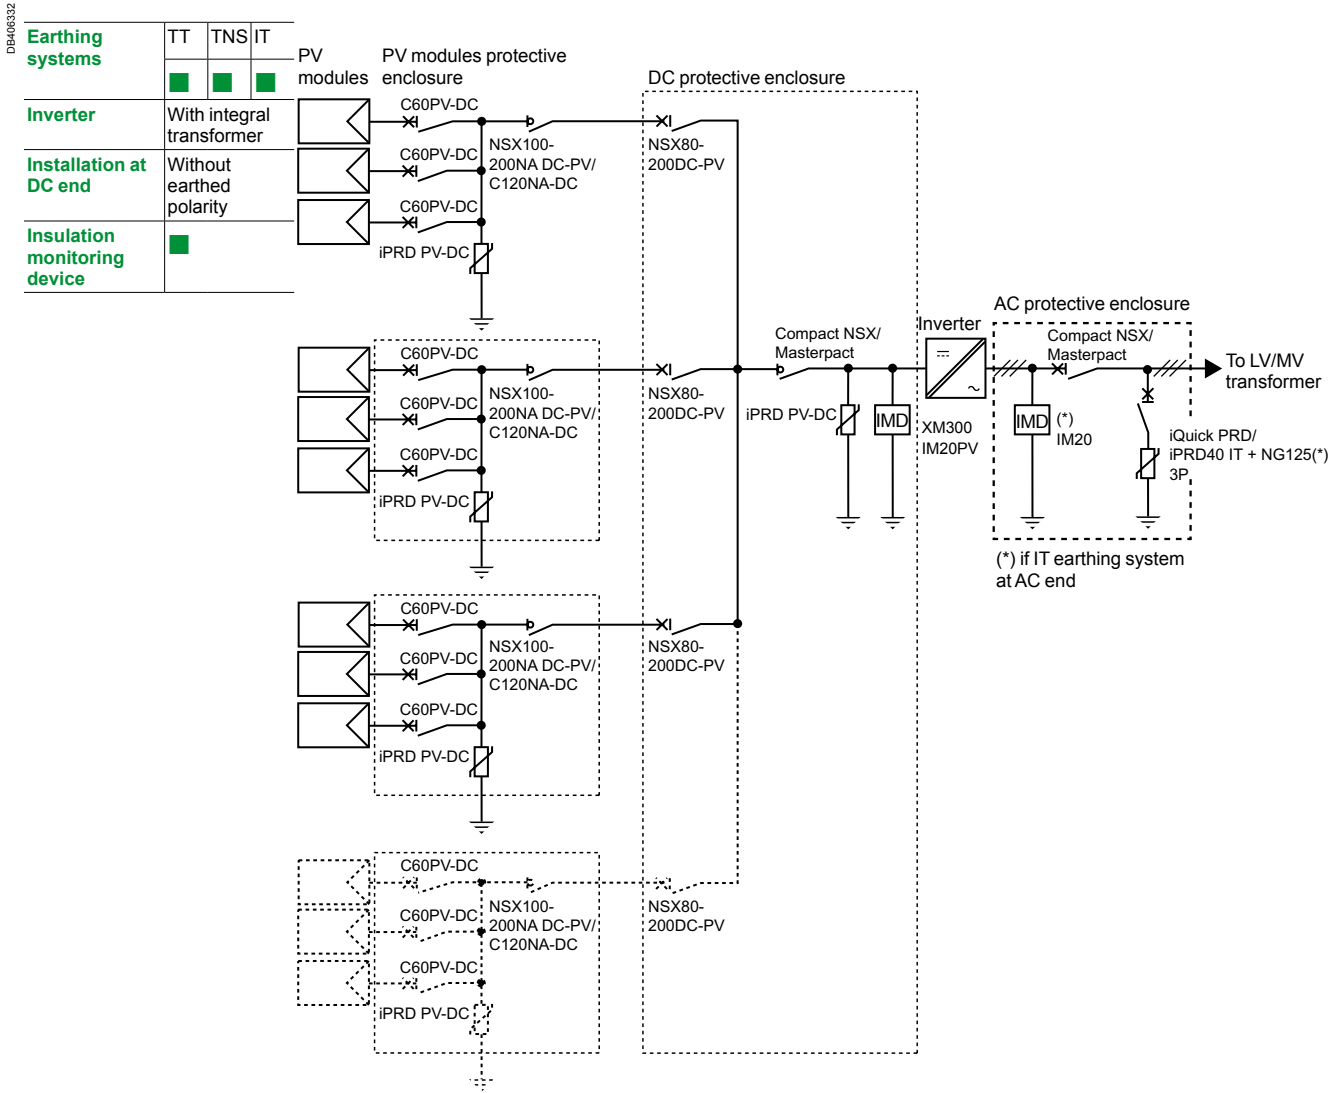 DB406332
Earthing
systems
TT
TNS
IT
Inverter
With integral
transformer
Installation at
DC end
Without
earthed
polarity
Insulation
monitoring
device
PV
modules
PV modules protective
enclosure
DC protective enclosure
C60PV-DC
C60PV-DC
C60PV-DC
iPRD PV-DC
NSX100-
200NA DC-PV/
C120NA-DC
NSX80-
200DC-PV
C60PV-DC
C60PV-DC
C60PV-DC
iPRD PV-DC
NSX100-
200NA DC-PV/
C120NA-DC
NSX80-
200DC-PV
Compact NSX/
Masterpact
iPRD PV-DC
IMD
XM300
IM20PV
Inverter
AC protective enclosure
Compact NSX/
Masterpact
IMD
(*)
IM20
iQuick PRD/
iPRD40 IT + NG125(*)
3P
To LV/MV
transformer
(*) if IT earthing system
at AC end
C60PV-DC
C60PV-DC
C60PV-DC
iPRD PV-DC
NSX100-
200NA DC-PV/
C120NA-DC
NSX80-
200DC-PV
C60PV-DC
C60PV-DC
C60PV-DC
iPRD PV-DC
NSX100-
200NA DC-PV/
C120NA-DC
NSX80-
200DC-PV